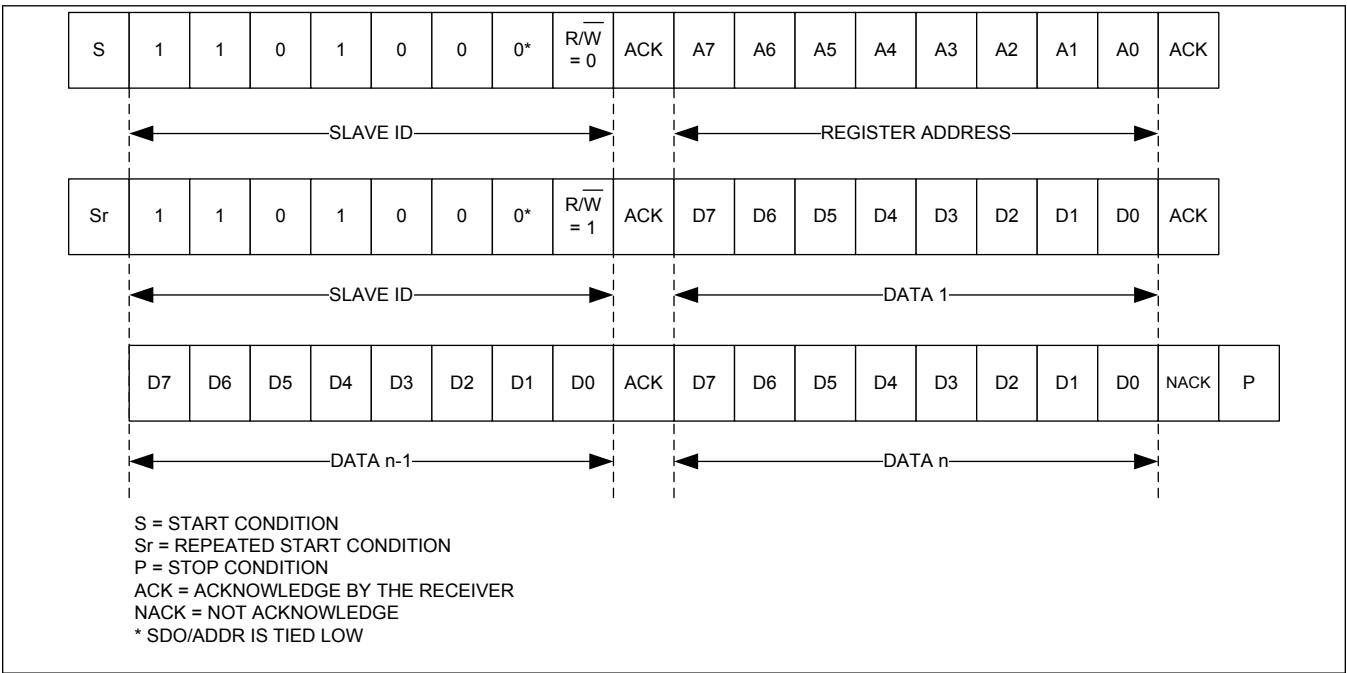 S 1 1 0 1 0 0 0* R/W̅ = 0 ACK A7 A6 A5 A4 A3 A2 A1 A0 ACK
SLAVE ID REGISTER ADDRESS
Sr 1 1 0 1 0 0 0* R/W̅ = 1 ACK D7 D6 D5 D4 D3 D2 D1 D0 ACK
SLAVE ID DATA 1
D7 D6 D5 D4 D3 D2 D1 D0 ACK D7 D6 D5 D4 D3 D2 D1 D0 NACK P
DATA n-1 DATA n
S = START CONDITION
Sr = REPEATED START CONDITION
P = STOP CONDITION
ACK = ACKNOWLEDGE BY THE RECEIVER
NACK = NOT ACKNOWLEDGE
* SDO/ADDR IS TIED LOW